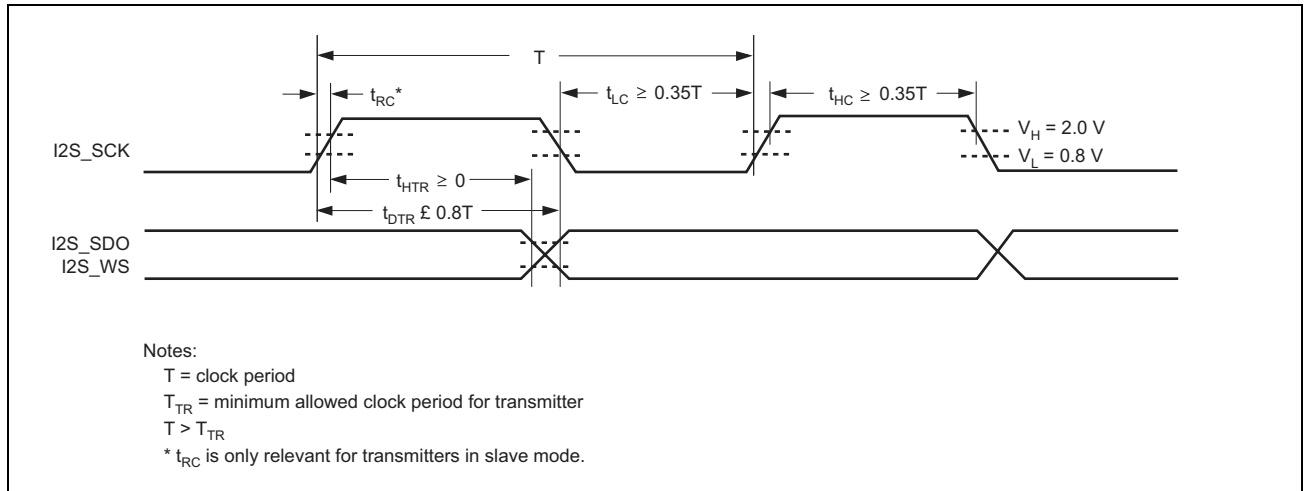 T
t_RC*
t_LC ≥ 0.35T
t_HC ≥ 0.35T
V_H = 2.0 V
I2S_SCK
V_L = 0.8 V
t_HTR ≥ 0
t_DTR £ 0.8T
I2S_SDO
I2S_WS
Notes:
T = clock period
T_TR = minimum allowed clock period for transmitter
T > T_TR
* t_RC is only relevant for transmitters in slave mode.